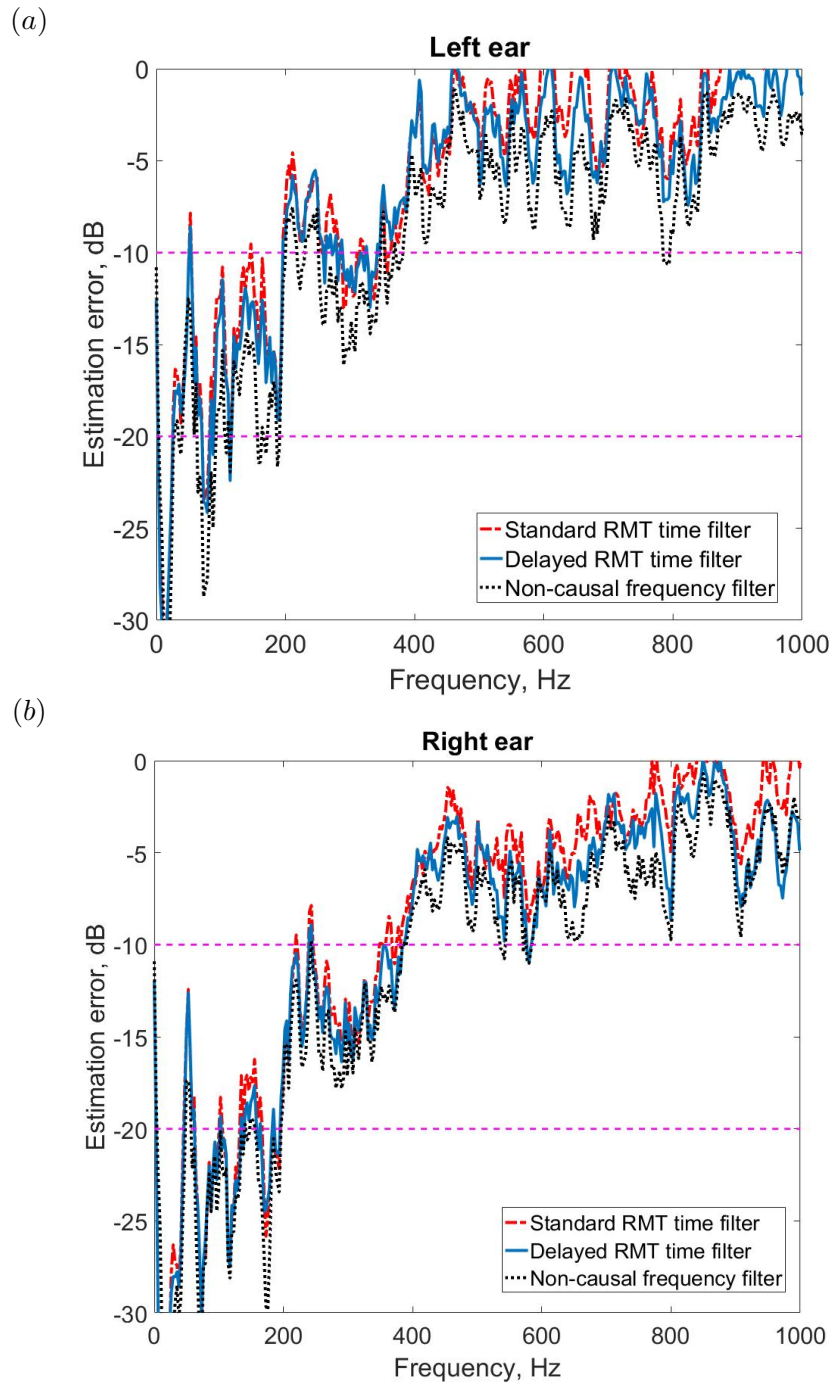 (a)
Left ear
0
-5
-10
-15
-20
-25
-30
Estimation error, dB
Standard RMT time filter
Delayed RMT time filter
Non-causal frequency filter
0 200 400 600 800 1000
Frequency, Hz
(b)
Right ear
0
-5
-10
-15
-20
-25
-30
Estimation error, dB
Standard RMT time filter
Delayed RMT time filter
Non-causal frequency filter
0 200 400 600 800 1000
Frequency, Hz